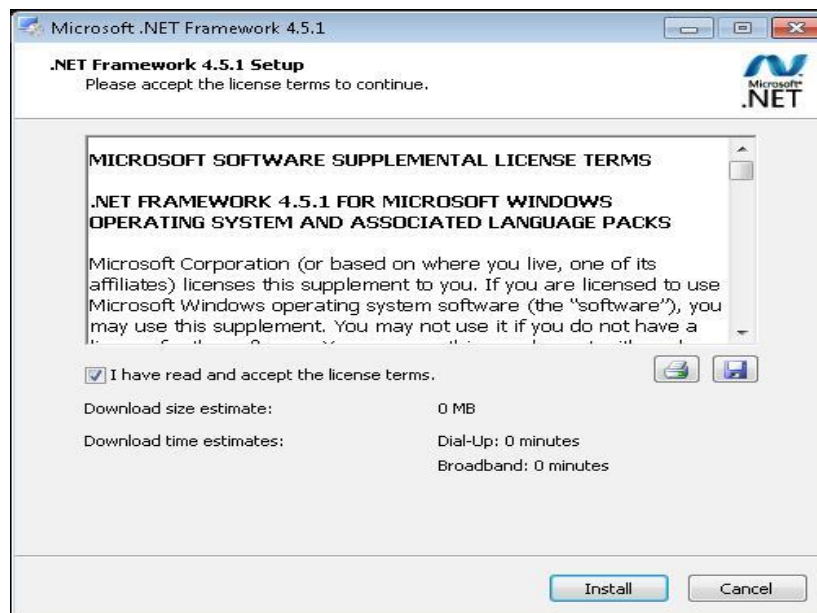 Microsoft .NET Framework 4.5.1
.NET Framework 4.5.1 Setup
Please accept the license terms to continue.
Microsoft®
.NET
MICROSOFT SOFTWARE SUPPLEMENTAL LICENSE TERMS
.NET FRAMEWORK 4.5.1 FOR MICROSOFT WINDOWS
OPERATING SYSTEM AND ASSOCIATED LANGUAGE PACKS
Microsoft Corporation (or based on where you live, one of its
affiliates) licenses this supplement to you. If you are licensed to use
Microsoft Windows operating system software (the “software”), you
may use this supplement. You may not use it if you do not have a
I have read and accept the license terms.
Download size estimate: 0 MB
Download time estimates: Dial-Up: 0 minutes
Broadband: 0 minutes
Install Cancel